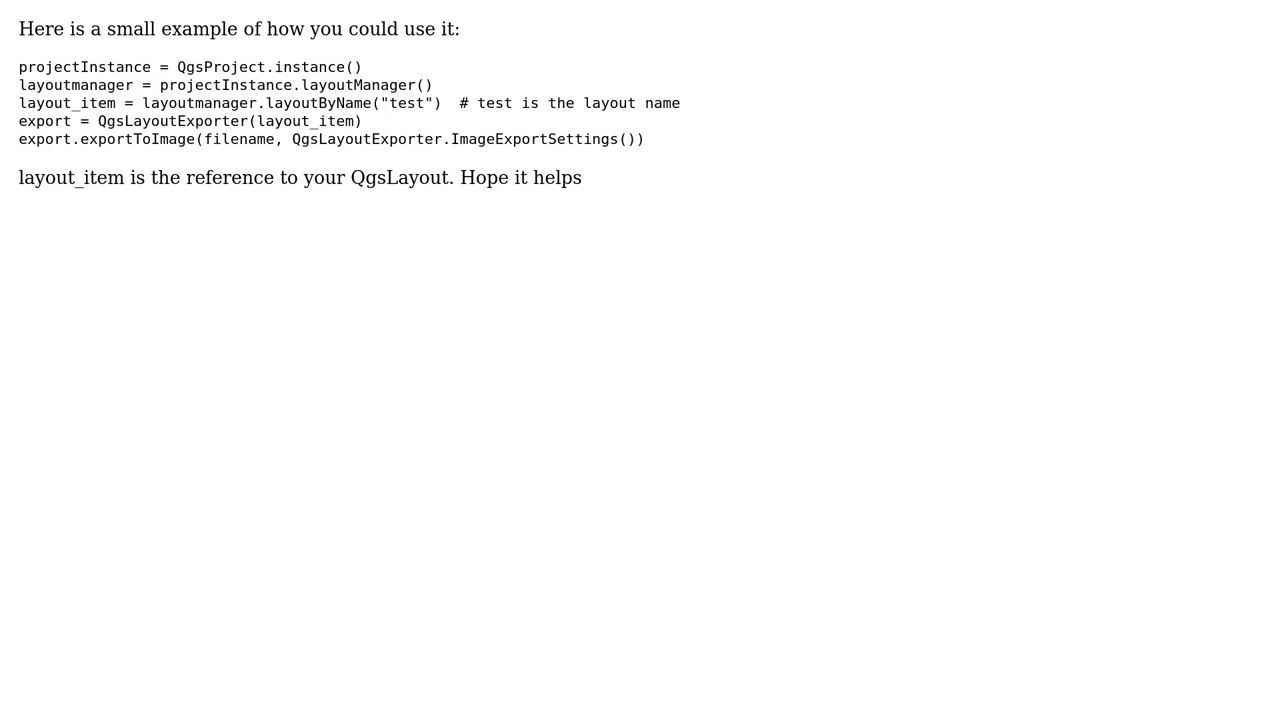 Here is a small example of how you could use it:
projectInstance = QgsProject.instance()
layoutmanager = projectInstance.layoutManager()
layout_item = layoutmanager.layoutByName("test")  # test is the layout name
export = QgsLayoutExporter(layout_item)
export.exportToImage(filename, QgsLayoutExporter.ImageExportSettings())
layout_item is the reference to your QgsLayout. Hope it helps